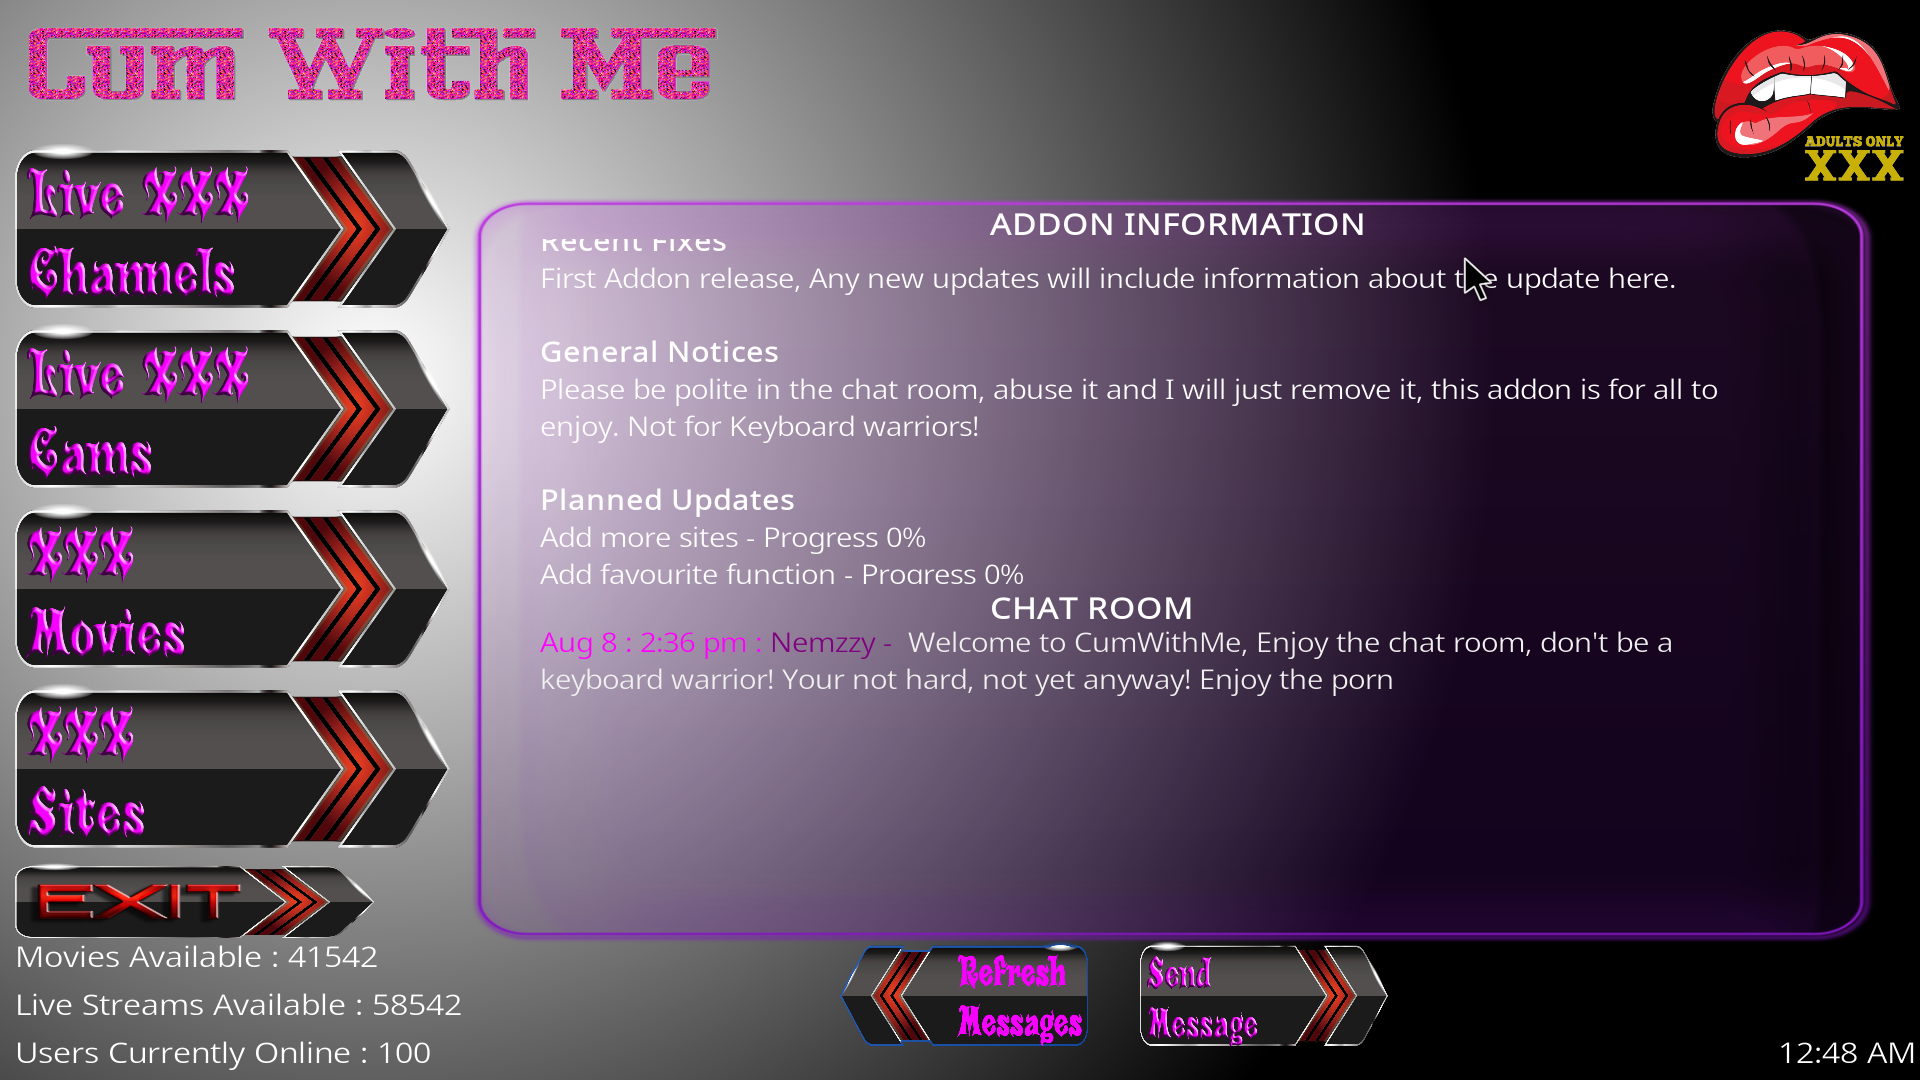 Cum With Me
ADULTS ONLY
XXX
Live XXX
Channels
Live XXX
Cams
XXX
Movies
XXX
Sites
EXIT
Movies Available : 41542
Live Streams Available : 58542
Users Currently Online : 100
ADDON INFORMATION
Recent Fixes
First Addon release, Any new updates will include information about the update here.
General Notices
Please be polite in the chat room, abuse it and I will just remove it, this addon is for all to
enjoy. Not for Keyboard warriors!
Planned Updates
Add more sites - Progress 0%
Add favourite function - Progress 0%
CHAT ROOM
Aug 8 : 2:36 pm : Nemzzy - Welcome to CumWithMe, Enjoy the chat room, don't be a
keyboard warrior! Your not hard, not yet anyway! Enjoy the porn
Refresh
Messages
Send
Message
12:48 AM